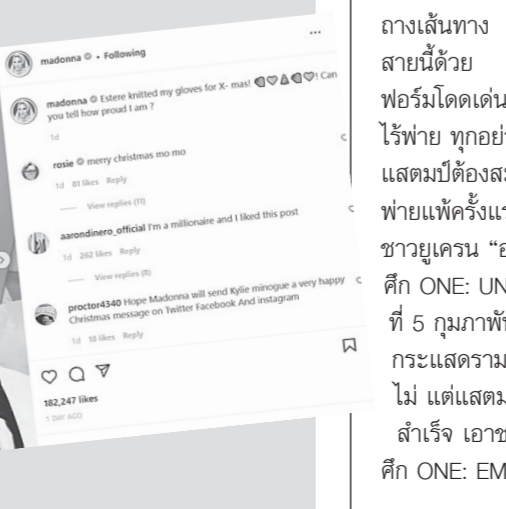 madonna • Following
madonna Estere knitted my gloves for X- mas! Can
you tell how proud I am ?
1d
rosie merry christmas mo mo
1d 81 likes Reply
View replies (11)
aarondinero_official I'm a millionaire and I liked this post
1d 262 likes Reply
View replies (8)
proctor4340 Hope Madonna will send Kylie minogue a very happy
Christmas message on Twitter Facebook And instagram
1d 10 likes Reply
182,247 likes
1 DAY AGO
ถางเส้นทาง
สายนี้ด้วย
ฟอร์มโดดเด่น
ไร้พ่าย ทุกอย่
แสตมป์ต้องส
พ่ายแพ้ครั้งแร
ชาวยูเครน “อ
ศึก ONE: UN
ที่ 5 กุมภาพั
กระแสดราม
ไม่ แต่แสตม
สำเร็จ เอาช
ศึก ONE: EM